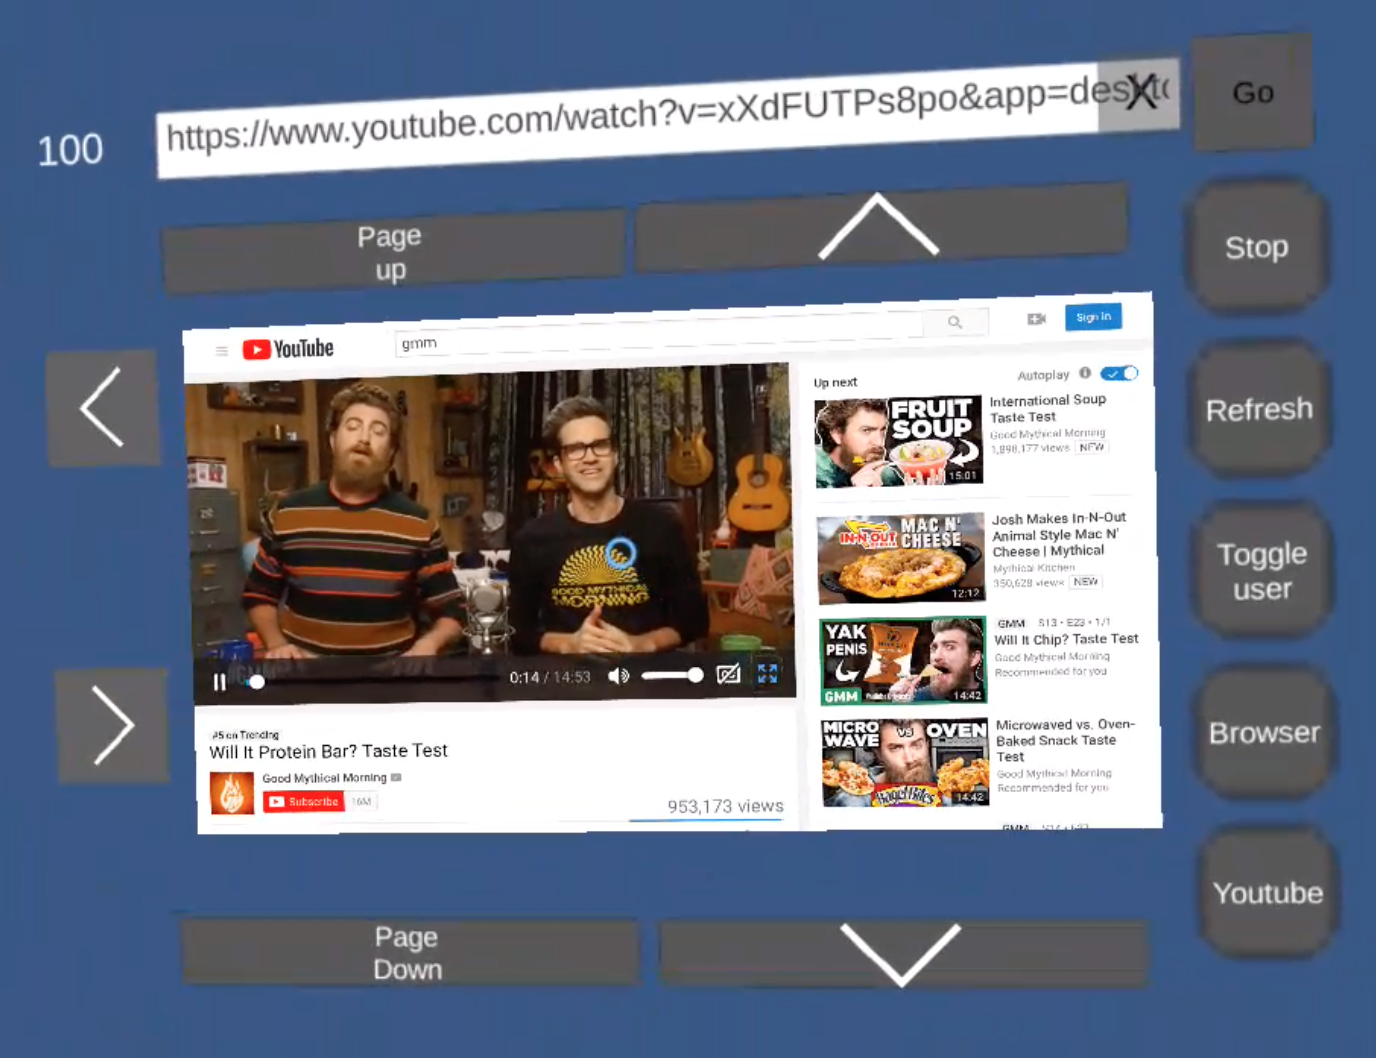 100
https://www.youtube.com/watch?v=xXdFUTPs8po&app=deskto
X
Go
Page
up
Stop
YouTube
gmm
Sign in
Up next
Autoplay
FRUIT
SOUP
15:01
International Soup
Taste Test
Good Mythical Morning
1,898,177 views NEW
Refresh
IN-N-OUT
MAC N'
CHEESE
12:12
Josh Makes In-N-Out
Animal Style Mac N'
Cheese | Mythical
Mythical Kitchen
350,628 views NEW
Toggle
user
GOOD MYTHICAL
MORNING
YAK
PENIS
GMM
14:42
GMM S13 • E23 • 1/1
Will It Chip? Taste Test
Good Mythical Morning
Recommended for you
0:14 / 14:53
MICRO
WAVE
VS
OVEN
Bagel Bites
14:42
Microwaved vs. Oven-
Baked Snack Taste
Test
Good Mythical Morning
Recommended for you
Browser
#5 on Trending
Will It Protein Bar? Taste Test
Good Mythical Morning
Subscribe 16M
953,173 views
Youtube
Page
Down